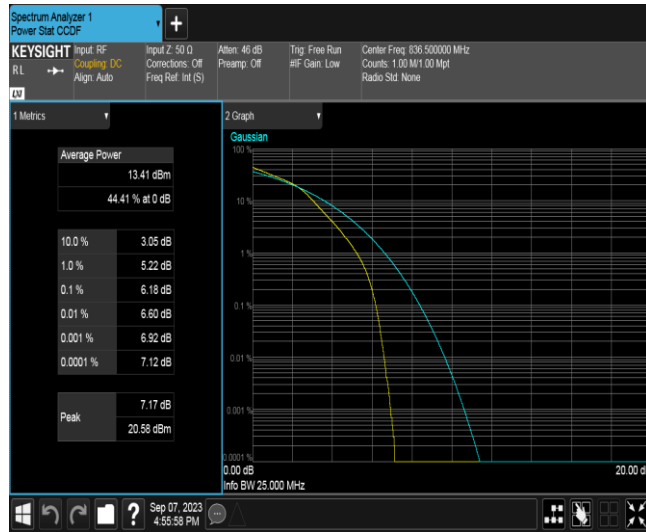 Spectrum Analyzer 1
Power Stat CCDF
+
KEYSIGHT
RL
LXI
Input: RF
Coupling: DC
Align: Auto
Input Z: 50 Ω
Corrections: Off
Freq Ref: Int (S)
Atten: 46 dB
Preamp: Off
Trig: Free Run
#IF Gain: Low
Center Freq: 836.500000 MHz
Counts: 1.00 M/1.00 Mpt
Radio Std: None
1 Metrics
Average Power
13.41 dBm
44.41 % at 0 dB
10.0 % 3.05 dB
1.0 % 5.22 dB
0.1 % 6.18 dB
0.01 % 6.60 dB
0.001 % 6.92 dB
0.0001 % 7.12 dB
Peak
7.17 dB
20.58 dBm
2 Graph
Gaussian
100 %
10 %
1 %
0.1 %
0.01 %
0.001 %
0.0001 %
0.00 dB
20.00 d
Info BW 25.000 MHz
?
Sep 07, 2023
4:55:58 PM